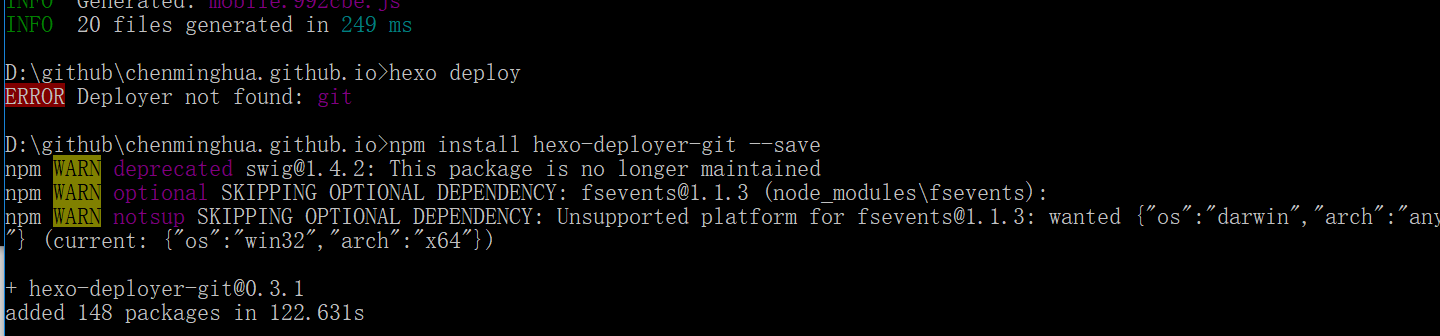 INFO  Generated: mobile.992cbe.js
INFO  20 files generated in 249 ms
D:\github\chenminghua.github.io>hexo deploy
ERROR Deployer not found: git
D:\github\chenminghua.github.io>npm install hexo-deployer-git --save
npm WARN deprecated swig@1.4.2: This package is no longer maintained
npm WARN optional SKIPPING OPTIONAL DEPENDENCY: fsevents@1.1.3 (node_modules\fsevents):
npm WARN notsup SKIPPING OPTIONAL DEPENDENCY: Unsupported platform for fsevents@1.1.3: wanted {"os":"darwin","arch":"any
"} (current: {"os":"win32","arch":"x64"})
+ hexo-deployer-git@0.3.1
added 148 packages in 122.631s